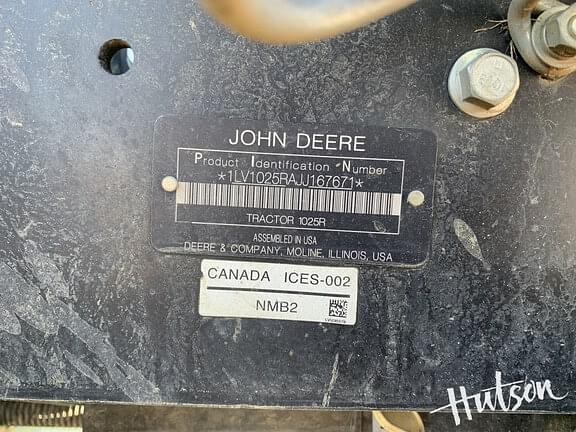 JOHN DEERE
Product Identification Number
*1LV1025RAJJ167671*
TRACTOR 1025R
ASSEMBLED IN USA
DEERE & COMPANY, MOLINE, ILLINOIS, USA
CANADA ICES-002
NMB2
Hutson